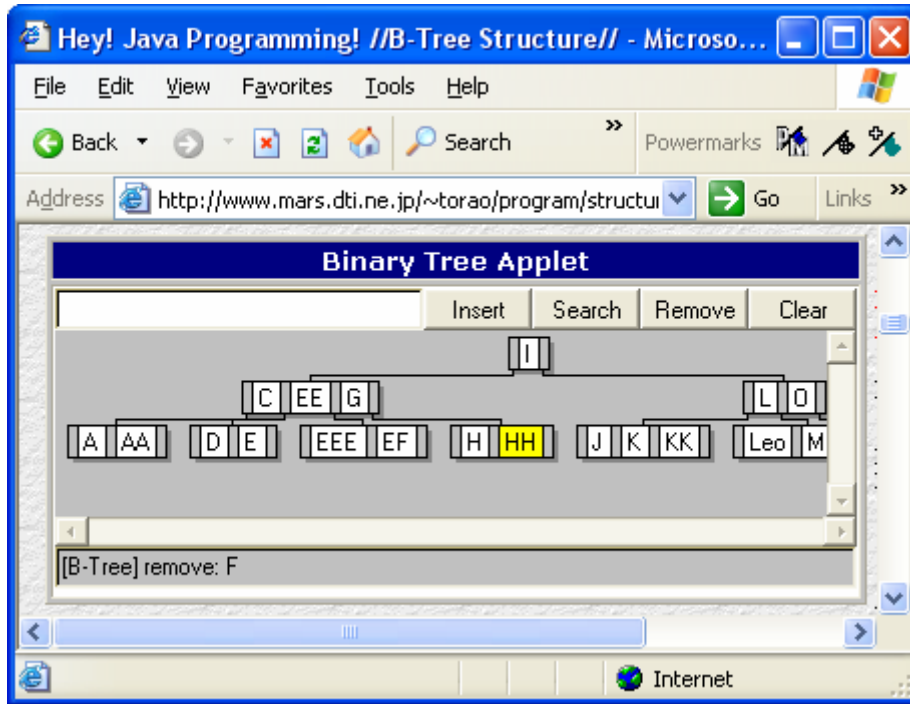 Hey! Java Programming! //B-Tree Structure// - Microso...
File Edit View Favorites Tools Help
Back Search » Powermarks
Address http://www.mars.dti.ne.jp/~torao/program/structur Go Links »
Binary Tree Applet
Insert Search Remove Clear
I
C EE G L O
A AA D E EEE EF H HH J K KK Leo M
[B-Tree] remove: F
Internet